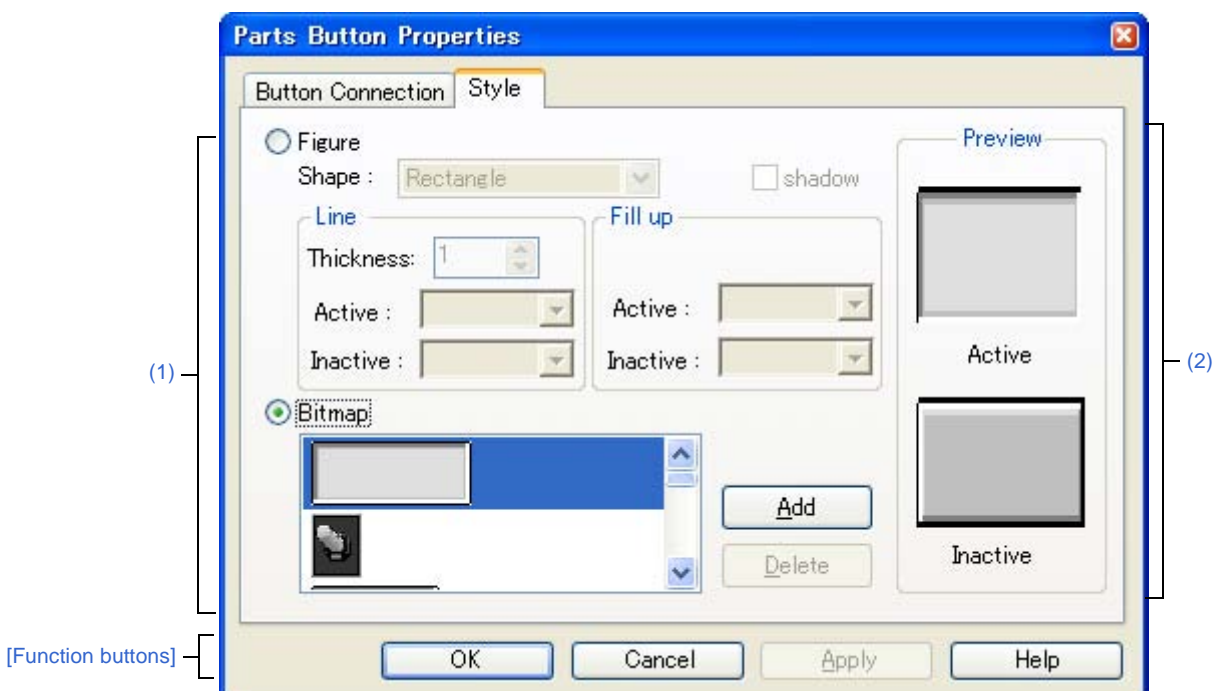 Parts Button Properties
Button Connection Style
Figure
Shape : Rectangle shadow
Line
Thickness: 1
Active :
Inactive :
Fill up
Active :
Inactive :
Bitmap
Add
Delete
Preview
Active
Inactive
(1)
(2)
[Function buttons]
OK Cancel Apply Help